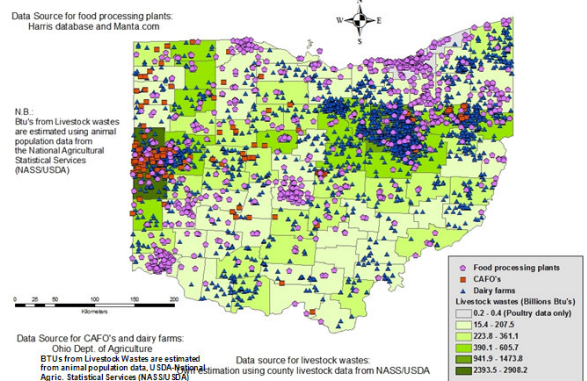 Data Source for food processing plants:
Harris database and Manta.com
N
W E
S
N.B.:
Btu's from Livestock wastes
are estimated using animal
population data from
the National Agricultural
Statistical Services
(NASS/USDA)
0 25 50 100 150 200
Kilometers
Data Source for CAFO's and dairy farms:
Ohio Dept. of Agriculture
BTUs from Livestock Wastes are estimated
from animal population data, USDA-National
Agric. Statistical Services (NASS/USDA)
Data source for livestock wastes:
estimation using county livestock data from NASS/USDA
Food processing plants
CAFO's
Dairy farms
Livestock wastes (Billions Btu's)
0.2 - 0.4 (Poultry data only)
15.4 - 207.5
223.8 - 361.1
390.1 - 605.7
941.9 - 1473.8
2393.5 - 2908.2